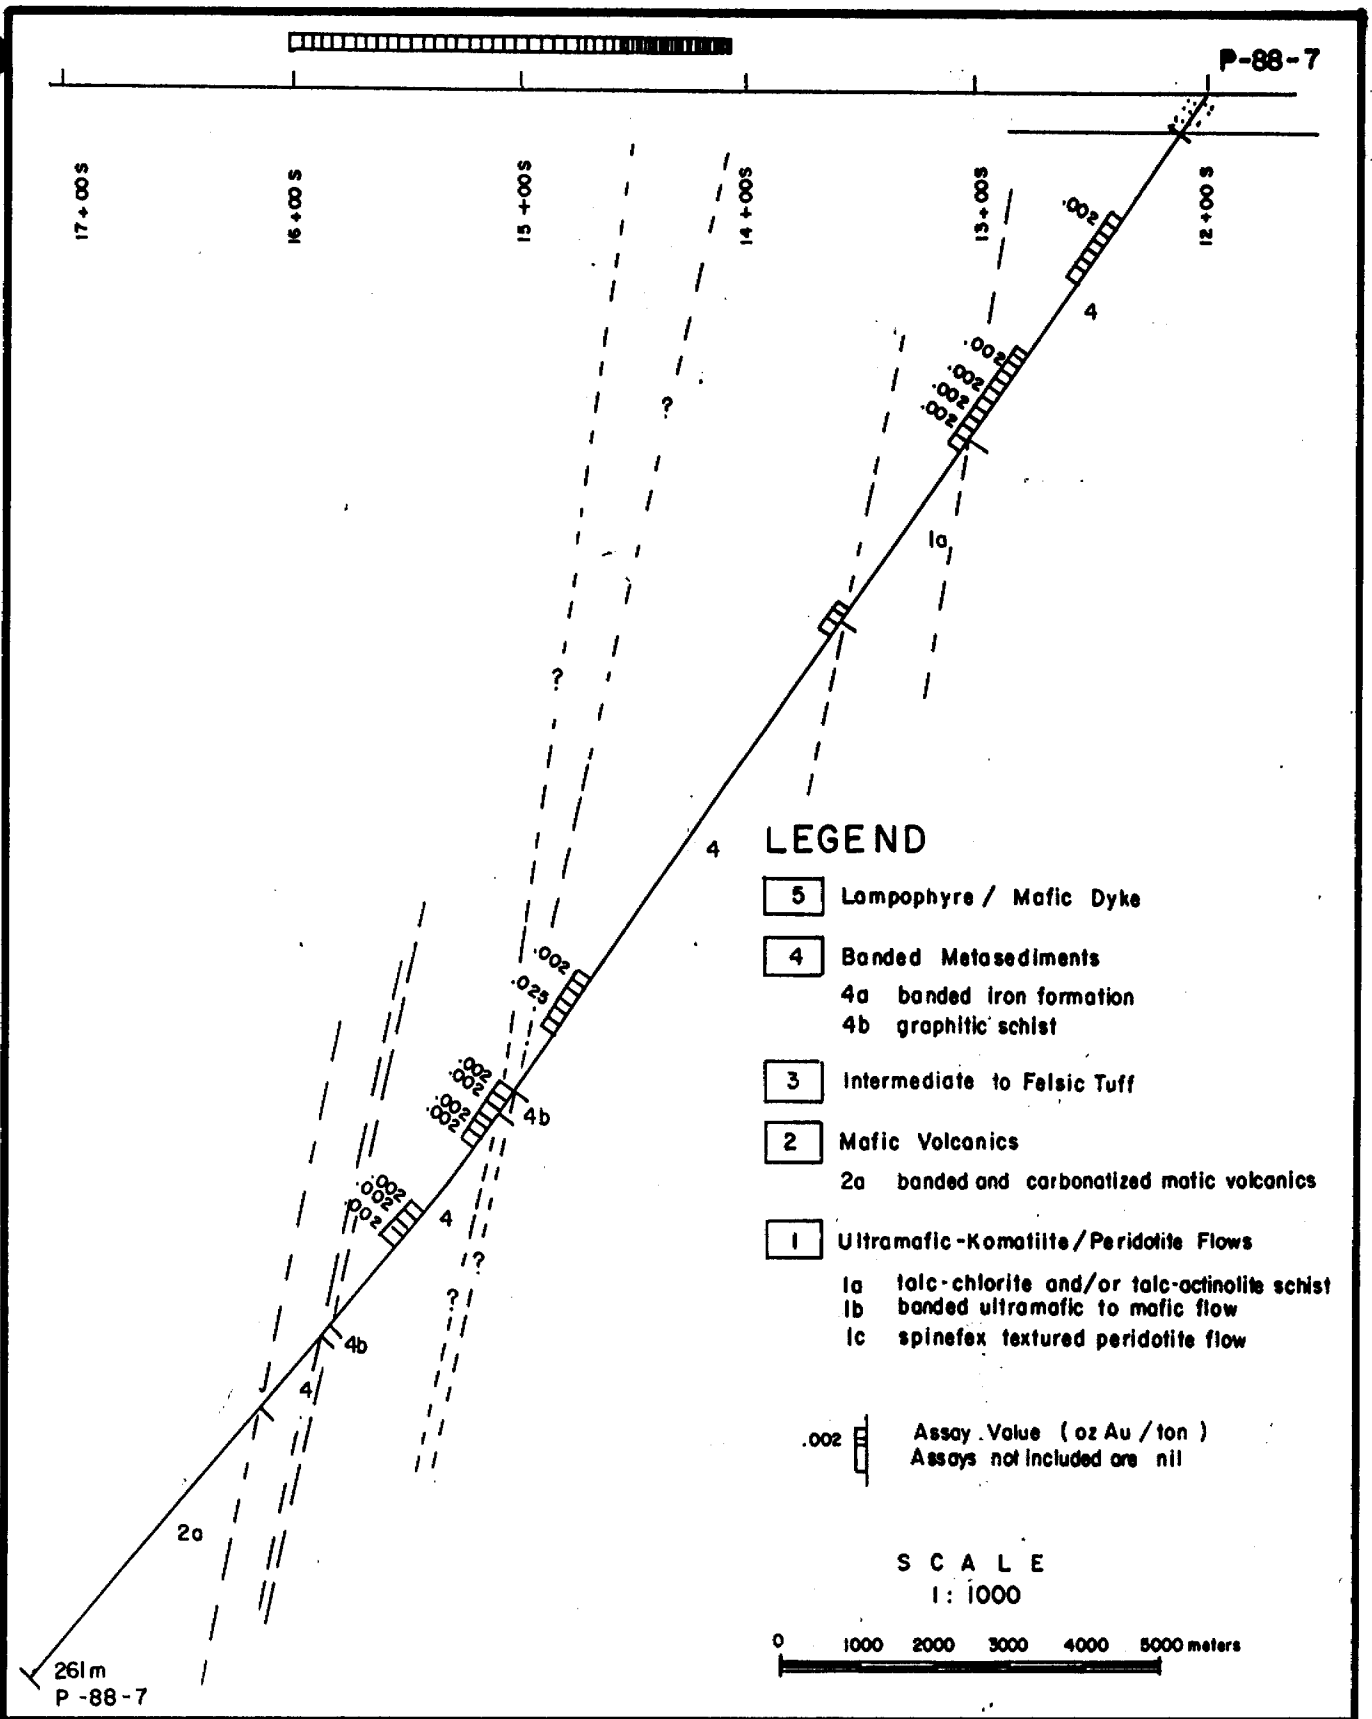 P-88-7
17+00S
16+00S
15+00S
14+00S
13+00S
12+00S
.002
4
.002
.002
.002
.002
?
1a
?
4
.002
.025
.002
.002
.002
.002
4b
.002
.002
.002
4
?
?
4b
4
2a
261m
P-88-7
LEGEND
5 Lampophyre / Mafic Dyke
4 Banded Metasediments
4a banded iron formation
4b graphitic schist
3 Intermediate to Felsic Tuff
2 Mafic Volcanics
2a banded and carbonatized matic volcanics
1 Ultramafic-Komatiite/Peridotite Flows
1a talc-chlorite and/or talc-actinolite schist
1b banded ultramafic to mafic flow
1c spinefex textured peridotite flow
.002 Assay Value (oz Au/ton)
Assays not included are nil
SCALE
1:1000
0 1000 2000 3000 4000 5000 meters